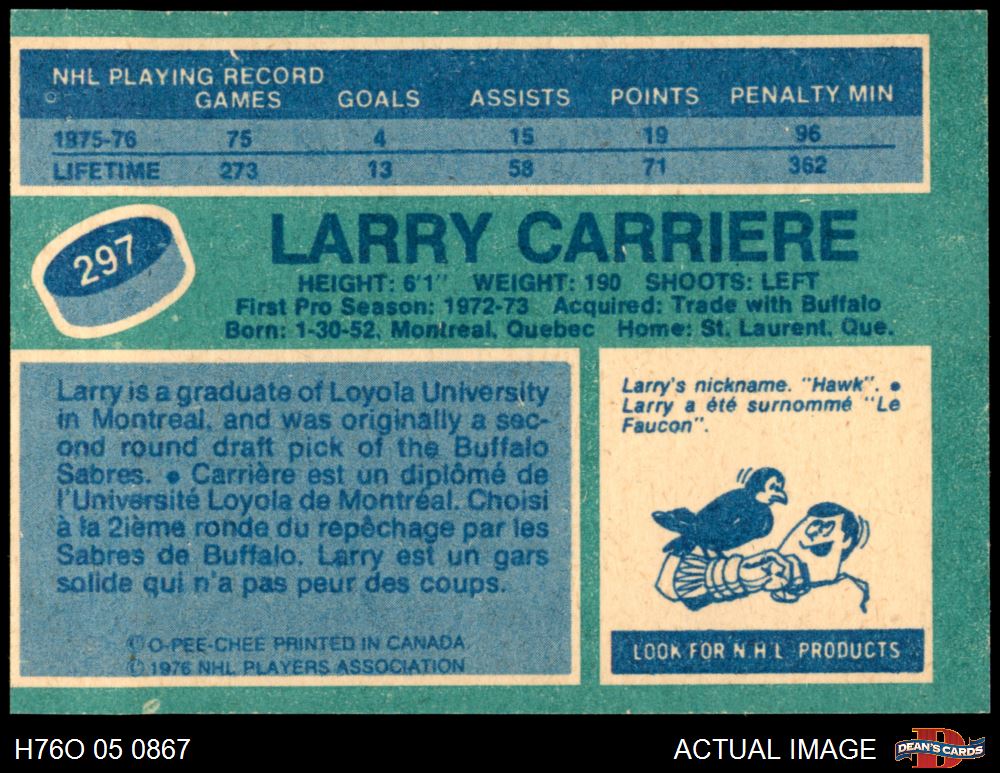 NHL PLAYING RECORD
GAMES GOALS ASSISTS POINTS PENALTY MIN
1975-76 75 4 15 19 96
LIFETIME 273 13 58 71 362
297
LARRY CARRIERE
HEIGHT: 6'1" WEIGHT: 190 SHOOTS: LEFT
First Pro Season: 1972-73 Acquired: Trade with Buffalo
Born: 1-30-52, Montreal, Quebec Home: St. Laurent, Que.
Larry is a graduate of Loyola University
in Montreal, and was originally a sec-
ond round draft pick of the Buffalo
Sabres. • Carrière est un diplômé de
l'Université Loyola de Montréal. Choisi
à la 2ième ronde du repêchage par les
Sabres de Buffalo. Larry est un gars
solide qui n'a pas peur des coups.
© O-PEE-CHEE PRINTED IN CANADA
© 1976 NHL PLAYERS ASSOCIATION
Larry's nickname. "Hawk". •
Larry a été surnommé "Le
Faucon".
LOOK FOR N.H.L. PRODUCTS
H76O 05 0867
ACTUAL IMAGE
D
DEAN'S CARDS